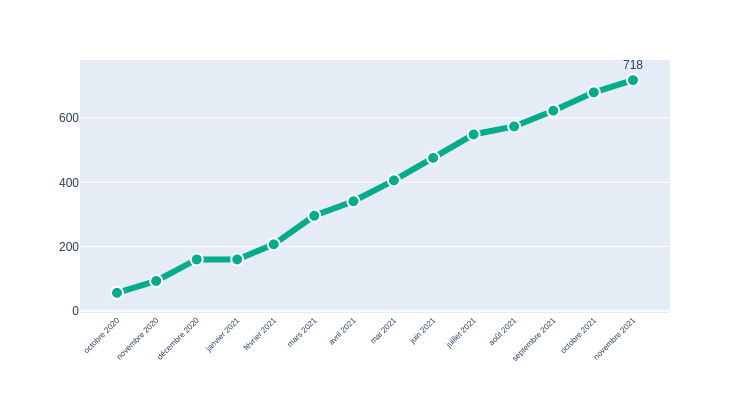 718
600
400
200
0
octobre 2020
novembre 2020
décembre 2020
janvier 2021
février 2021
mars 2021
avril 2021
mai 2021
juin 2021
juillet 2021
août 2021
septembre 2021
octobre 2021
novembre 2021